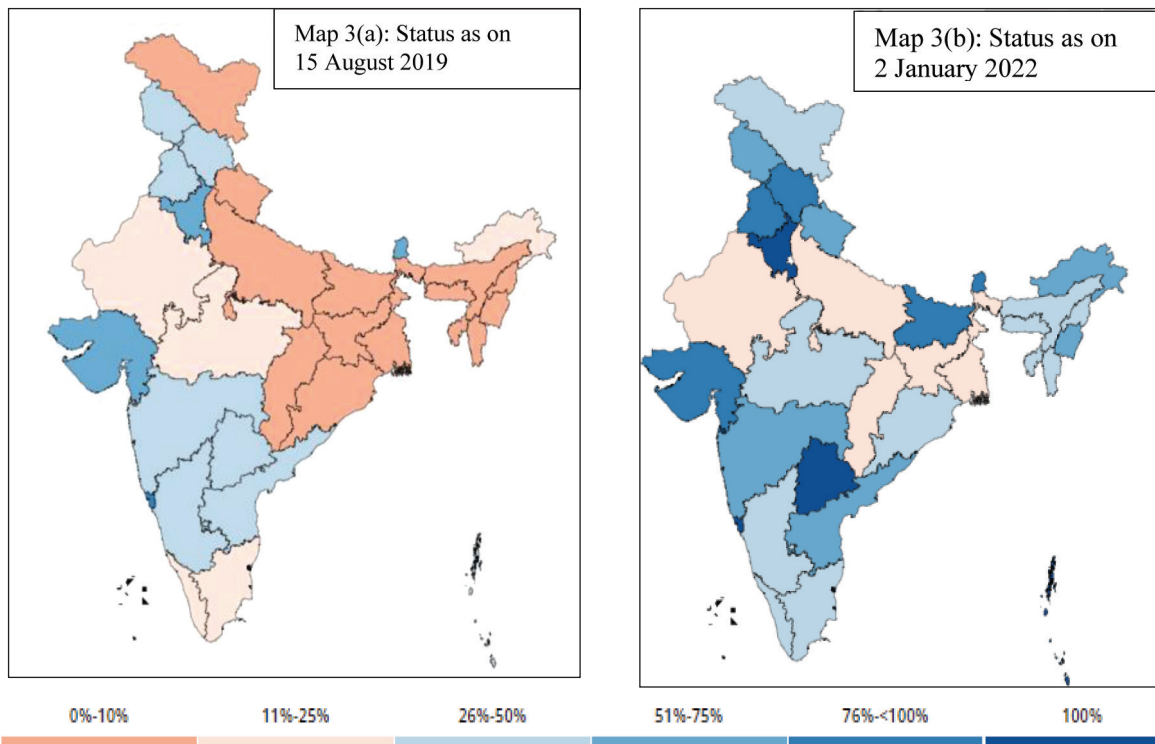 Map 3(a): Status as on
15 August 2019
Map 3(b): Status as on
2 January 2022
0%-10% 11%-25% 26%-50% 51%-75% 76%-<100% 100%